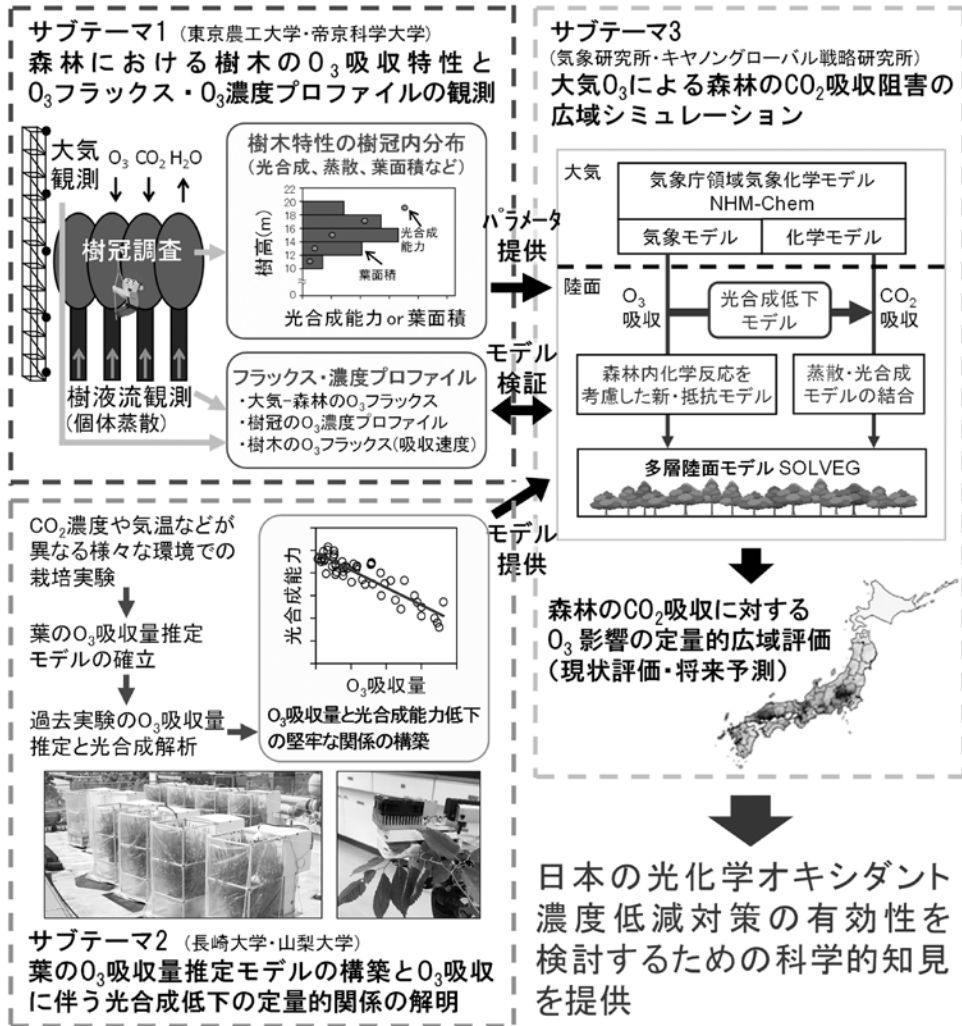 サブテーマ1 (東京農工大学・帝京科学大学)
森林における樹木のO₃吸収特性と
O₃フラックス・O₃濃度プロファイルの観測
大気
観測
O₃ CO₂ H₂O
樹冠調査
樹液流観測
(個体蒸散)
樹木特性の樹冠内分布
(光合成、蒸散、葉面積など)
樹高(m)
22
20
18
16
14
12
10
0
光合成
能力
葉面積
光合成能力 or 葉面積
フラックス・濃度プロファイル
・大気−森林のO₃フラックス
・樹冠のO₃濃度プロファイル
・樹木のO₃フラックス(吸収速度)
パラメータ
提供
モデル
検証
モデル
提供
CO₂濃度や気温などが
異なる様々な環境での
栽培実験
葉のO₃吸収量推定
モデルの確立
過去実験のO₃吸収量
推定と光合成解析
光合成能力
O₃吸収量
O₃吸収量と光合成能力低下
の堅牢な関係の構築
サブテーマ2 (長崎大学・山梨大学)
葉のO₃吸収量推定モデルの構築とO₃吸収
に伴う光合成低下の定量的関係の解明
サブテーマ3
(気象研究所・キヤノングローバル戦略研究所)
大気O₃による森林のCO₂吸収阻害の
広域シミュレーション
大気
気象庁領域気象化学モデル
NHM-Chem
気象モデル 化学モデル
陸面
O₃
吸収
光合成低下
モデル
CO₂
吸収
森林内化学反応を
考慮した新・抵抗モデル
蒸散・光合成
モデルの結合
多層陸面モデル SOLVEG
森林のCO₂吸収に対する
O₃ 影響の定量的広域評価
(現状評価・将来予測)
日本の光化学オキシダント
濃度低減対策の有効性を
検討するための科学的知見
を提供